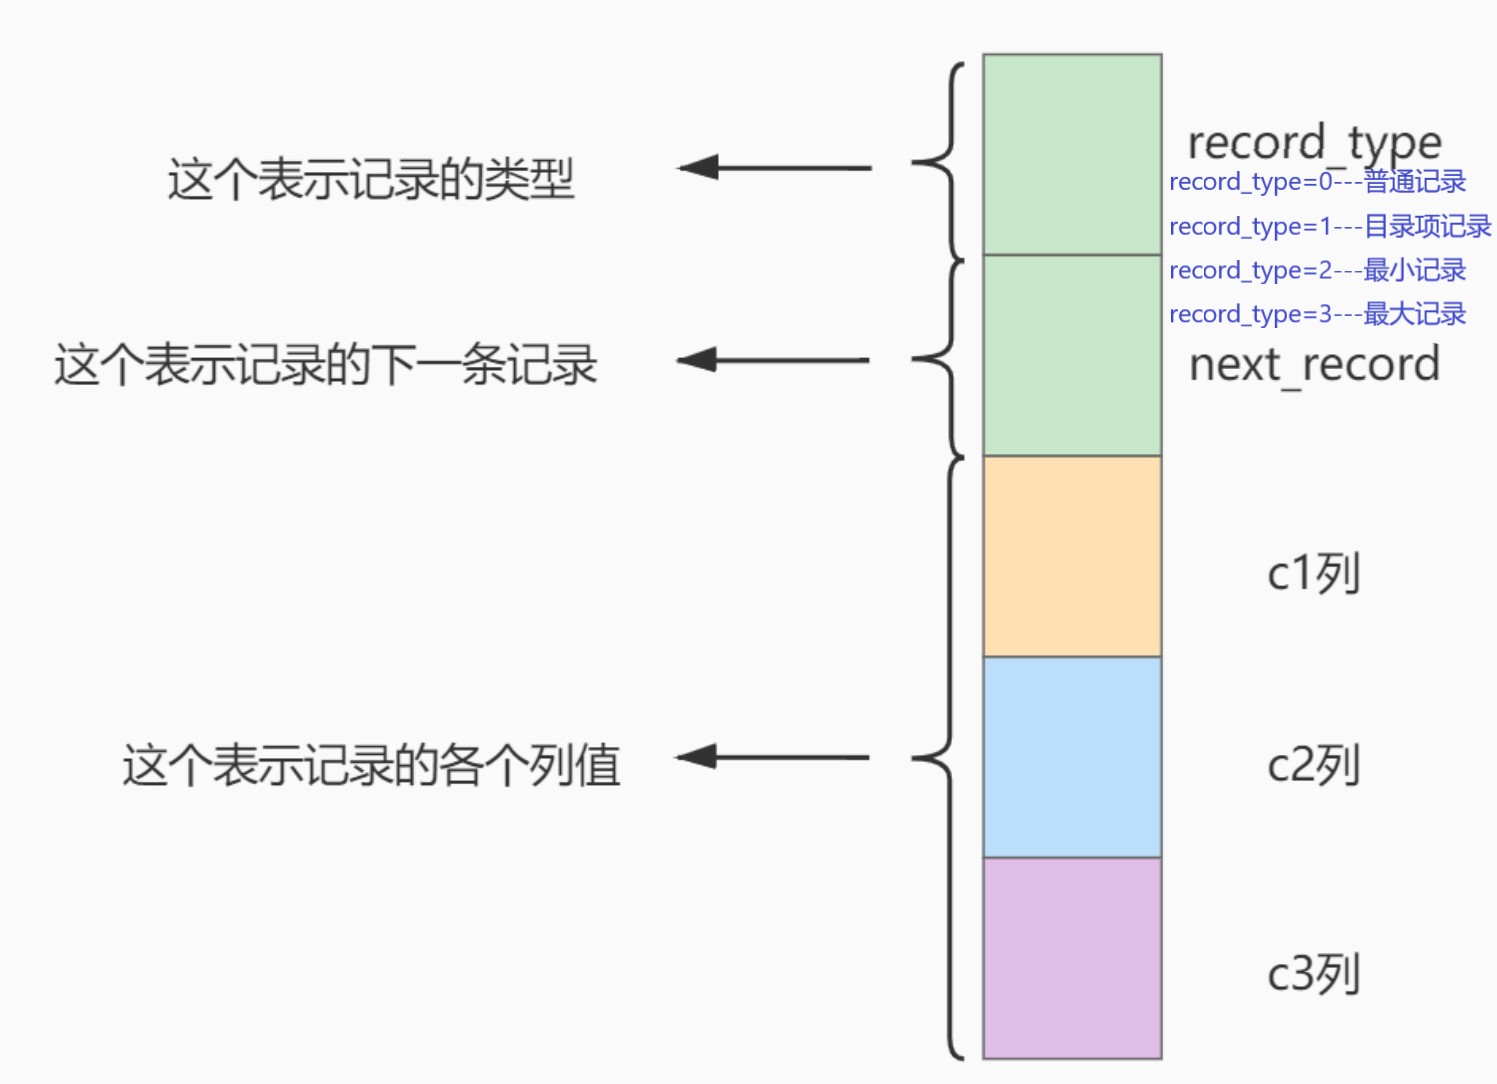 record_type
这个表示记录的类型
record_type=0---普通记录
record_type=1---目录项记录
record_type=2---最小记录
record_type=3---最大记录
这个表示记录的下一条记录
next_record
c1列
这个表示记录的各个列值
c2列
c3列